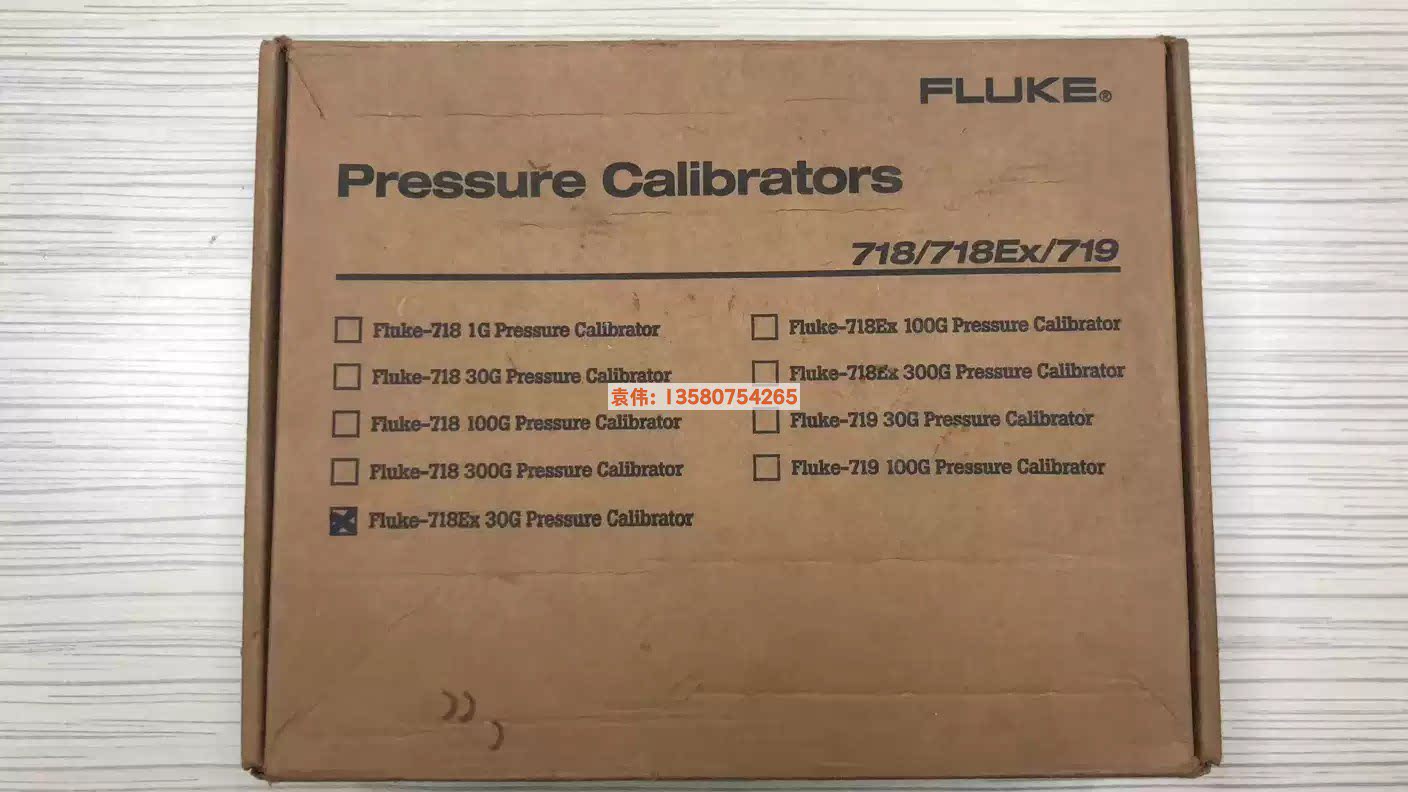 FLUKE®
Pressure Calibrators
718/718Ex/719
Fluke-718 1G Pressure Calibrator
Fluke-718 30G Pressure Calibrator
Fluke-718 100G Pressure Calibrator
Fluke-718 300G Pressure Calibrator
Fluke-718Ex 30G Pressure Calibrator
Fluke-718Ex 100G Pressure Calibrator
Fluke-718Ex 300G Pressure Calibrator
Fluke-719 30G Pressure Calibrator
Fluke-719 100G Pressure Calibrator
袁伟: 13580754265